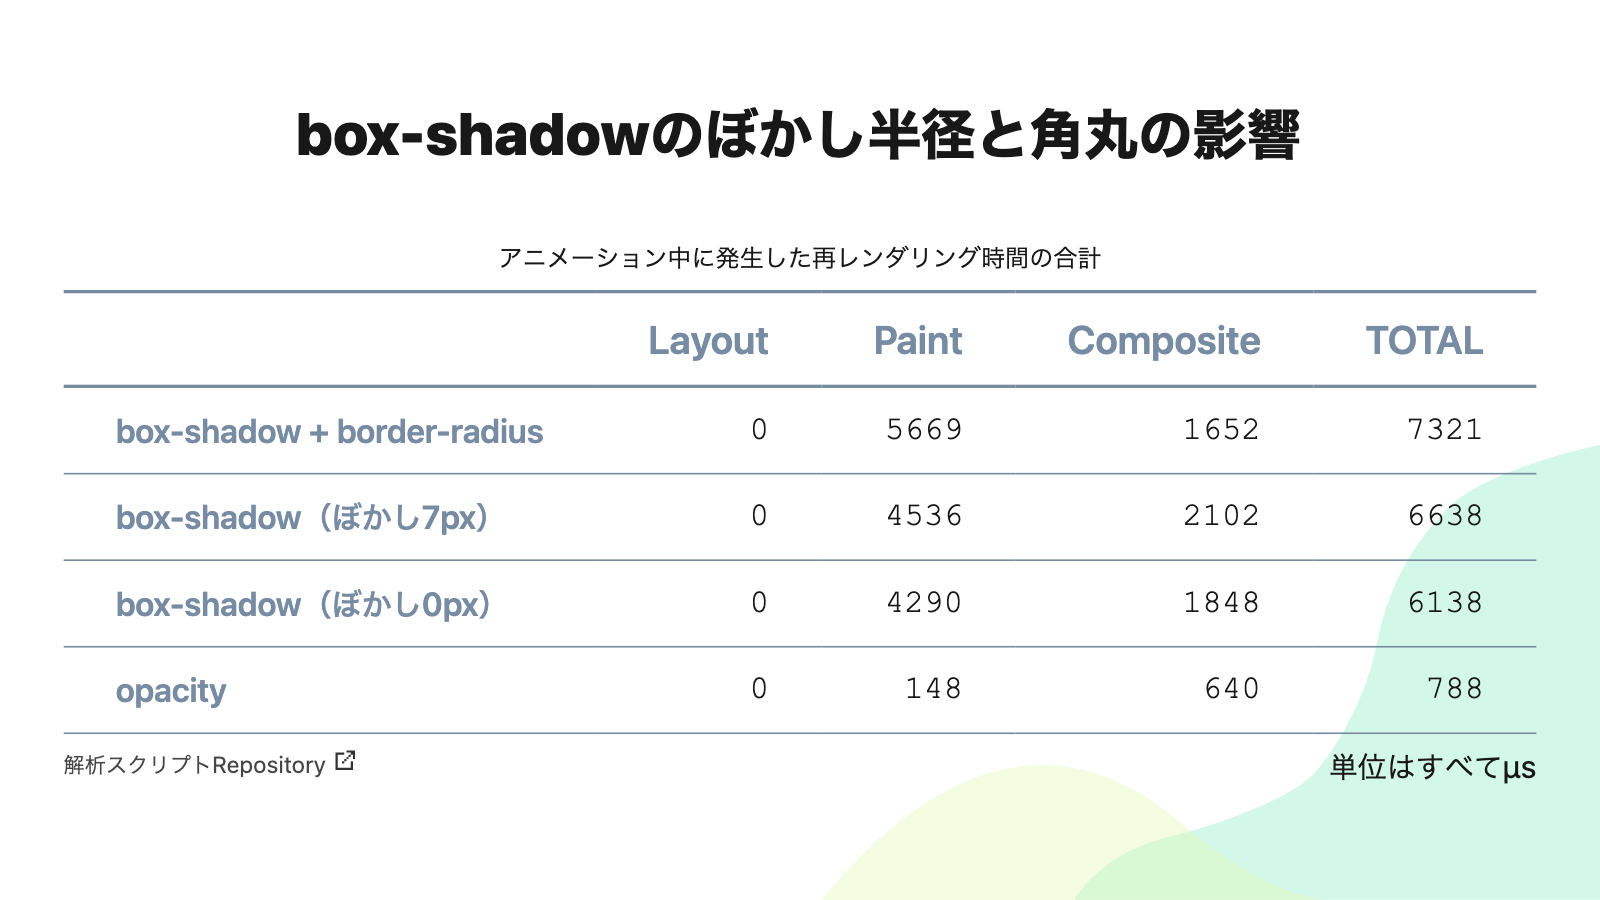 box-shadowのぼかし半径と角丸の影響
アニメーション中に発生した再レンダリング時間の合計
Layout Paint Composite TOTAL
box-shadow + border-radius 0 5669 1652 7321
box-shadow（ぼかし7px） 0 4536 2102 6638
box-shadow（ぼかし0px） 0 4290 1848 6138
opacity 0 148 640 788
解析スクリプトRepository 単位はすべてμs